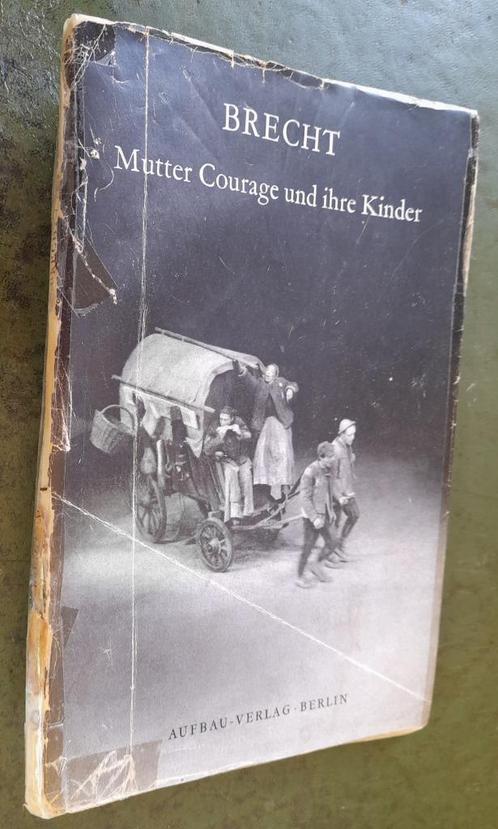 BRECHT
Mutter Courage und ihre Kinder
AUFBAU-VERLAG · BERLIN